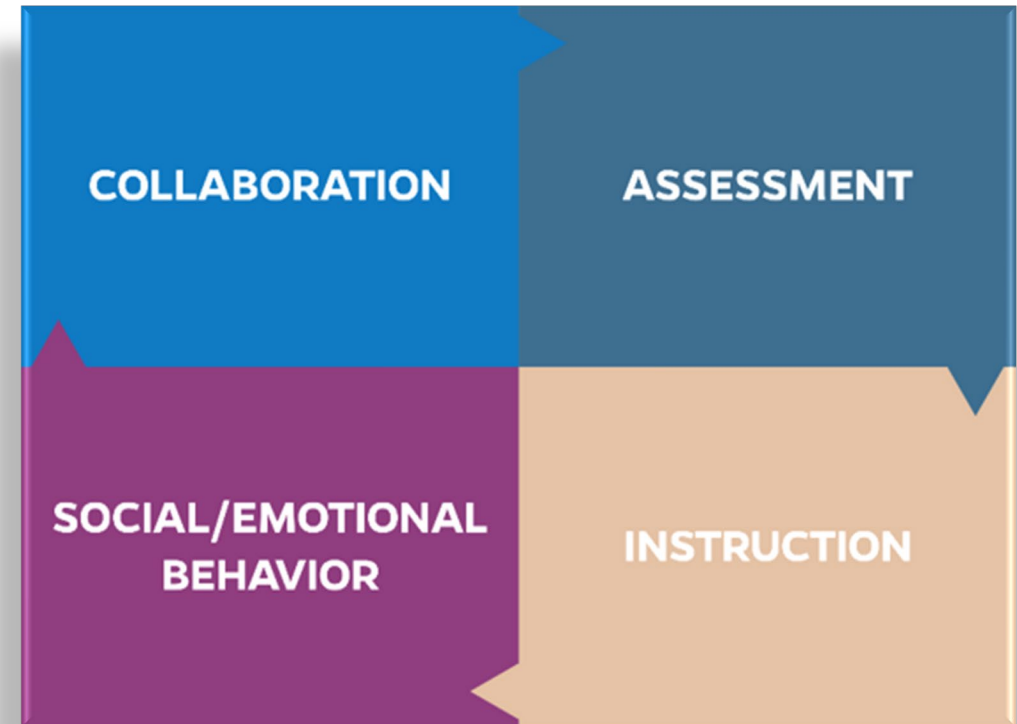 COLLABORATION
ASSESSMENT
SOCIAL/EMOTIONAL
BEHAVIOR
INSTRUCTION